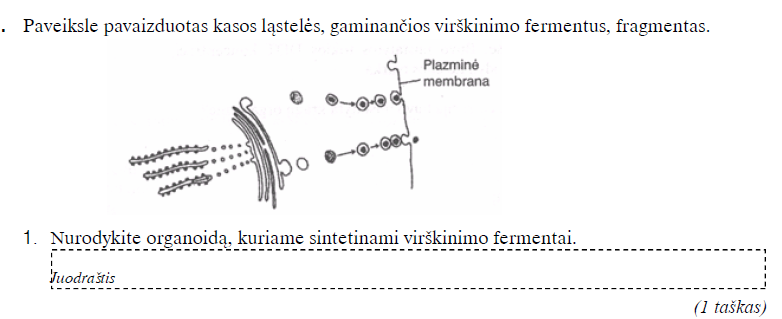 . Paveiksle pavaizduotas kasos ląstelės, gaminančios virškinimo fermentus, fragmentas.
Plazminė
membrana
1. Nurodykite organoidą, kuriame sintetinami virškinimo fermentai.
Juodraštis
(1 taškas)